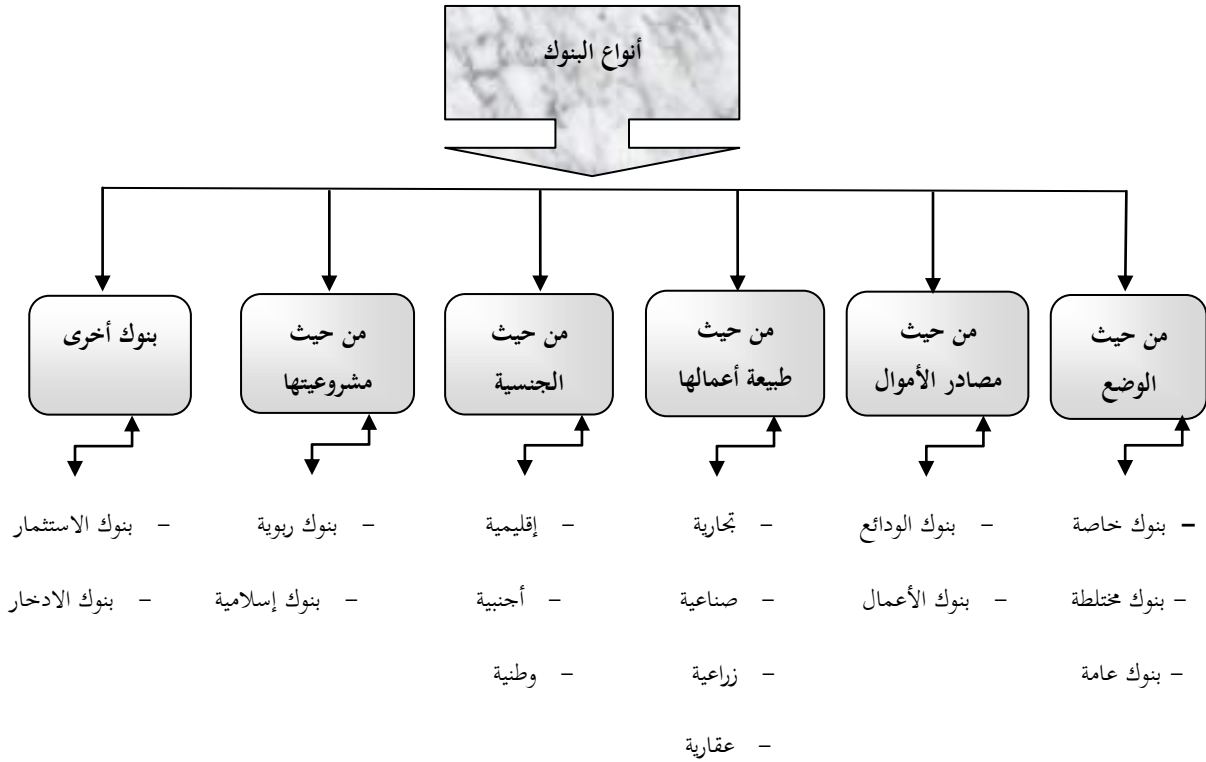 أنواع البنوك
من حيث
الوضع
من حيث
مصادر الأموال
من حيث
طبيعة أعمالها
من حيث
الجنسية
من حيث
مشروعيتها
بنوك أخرى
– بنوك خاصة
– بنوك مختلطة
– بنوك عامة
– بنوك الودائع
– بنوك الأعمال
– تجارية
– صناعية
– زراعية
– عقارية
– إقليمية
– أجنبية
– وطنية
– بنوك ربوية
– بنوك إسلامية
– بنوك الاستثمار
– بنوك الادخار